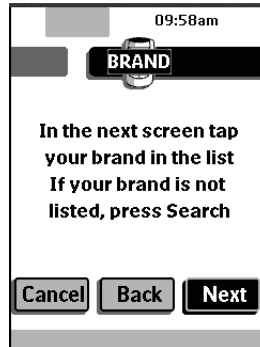 09:58am
BRAND
In the next screen tap
your brand in the list
If your brand is not
listed, press Search
Cancel Back Next